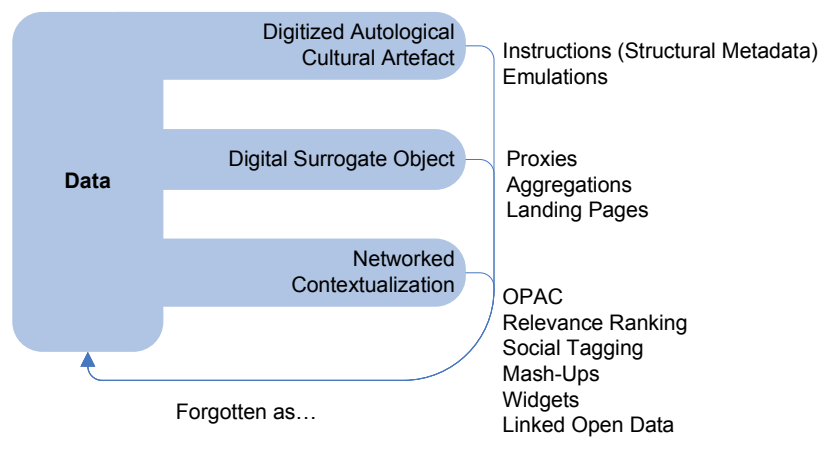 Data
Digitized Autological
Cultural Artefact
Instructions (Structural Metadata)
Emulations
Digital Surrogate Object
Proxies
Aggregations
Landing Pages
Networked
Contextualization
OPAC
Relevance Ranking
Social Tagging
Mash-Ups
Widgets
Linked Open Data
Forgotten as…